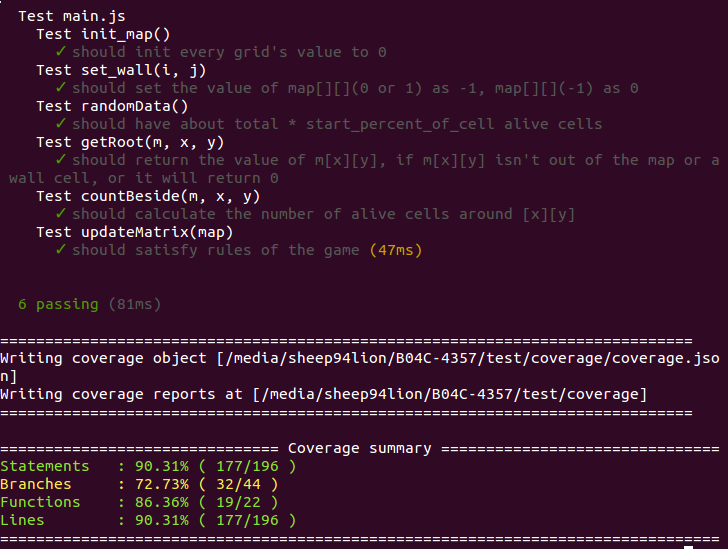 Test main.js
Test init_map()
✓ should init every grid's value to 0
Test set_wall(i, j)
✓ should set the value of map[][](0 or 1) as -1, map[][](-1) as 0
Test randomData()
✓ should have about total * start_percent_of_cell alive cells
Test getRoot(m, x, y)
✓ should return the value of m[x][y], if m[x][y] isn't out of the map or a
wall cell, or it will return 0
Test countBeside(m, x, y)
✓ should calculate the number of alive cells around [x][y]
Test updateMatrix(map)
✓ should satisfy rules of the game (47ms)
6 passing (81ms)
=============================================================================
Writing coverage object [/media/sheep94lion/B04C-4357/test/coverage/coverage.jso
n]
Writing coverage reports at [/media/sheep94lion/B04C-4357/test/coverage]
=============================================================================
=============================== Coverage summary ===============================
Statements   : 90.31% ( 177/196 )
Branches     : 72.73% ( 32/44 )
Functions    : 86.36% ( 19/22 )
Lines        : 90.31% ( 177/196 )
================================================================================